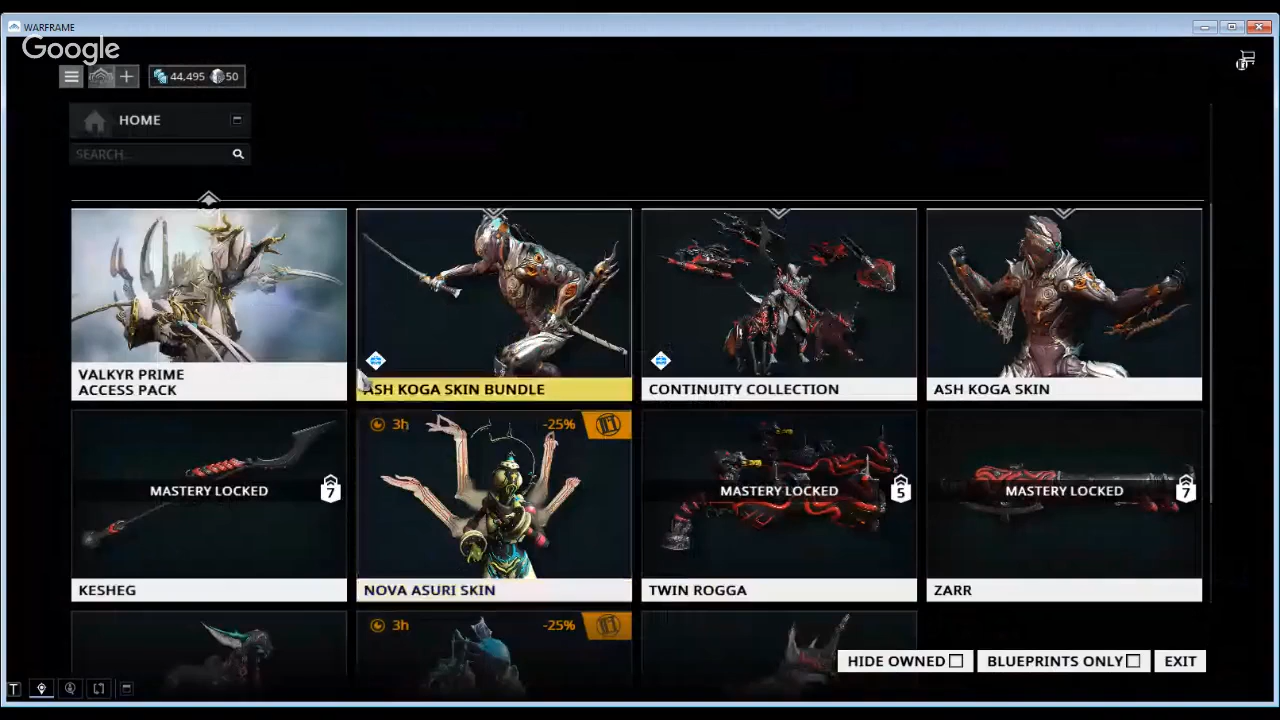 WARFRAME
Google
44,495 50
HOME
SEARCH...
VALKYR PRIME
ACCESS PACK
ASH KOGA SKIN BUNDLE
CONTINUITY COLLECTION
ASH KOGA SKIN
MASTERY LOCKED 7
KESHEG
3h -25%
NOVA ASURI SKIN
MASTERY LOCKED 5
TWIN ROGGA
MASTERY LOCKED 7
ZARR
3h -25%
HIDE OWNED
BLUEPRINTS ONLY
EXIT
T